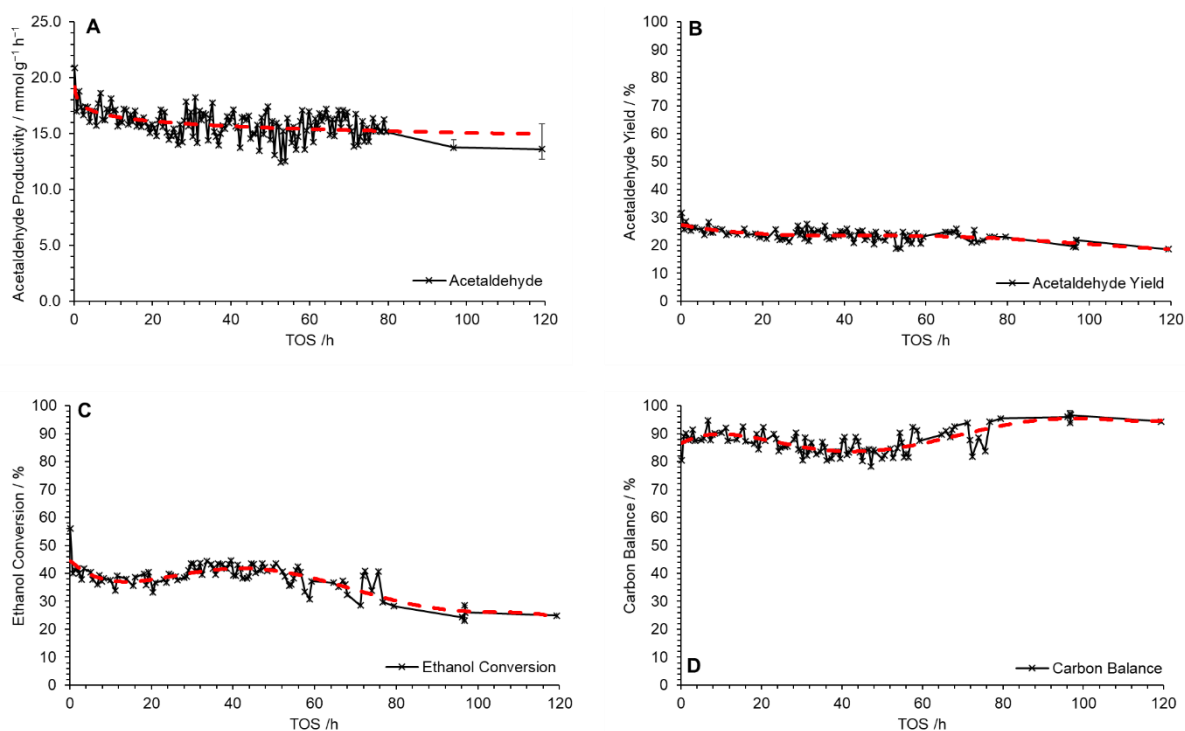 A
Acetaldehyde Productivity / mmol g⁻¹ h⁻¹
25.0
20.0
15.0
10.0
5.0
0.0
Acetaldehyde
0 20 40 60 80 100 120
TOS /h
B
Acetaldehyde Yield / %
100
90
80
70
60
50
40
30
20
10
0
Acetaldehyde Yield
0 20 40 60 80 100 120
TOS /h
C
Ethanol Conversion / %
100
90
80
70
60
50
40
30
20
10
0
Ethanol Conversion
0 20 40 60 80 100 120
TOS /h
Carbon Balance / %
100
90
80
70
60
50
40
30
20
10
0
D
Carbon Balance
0 20 40 60 80 100 120
TOS /h